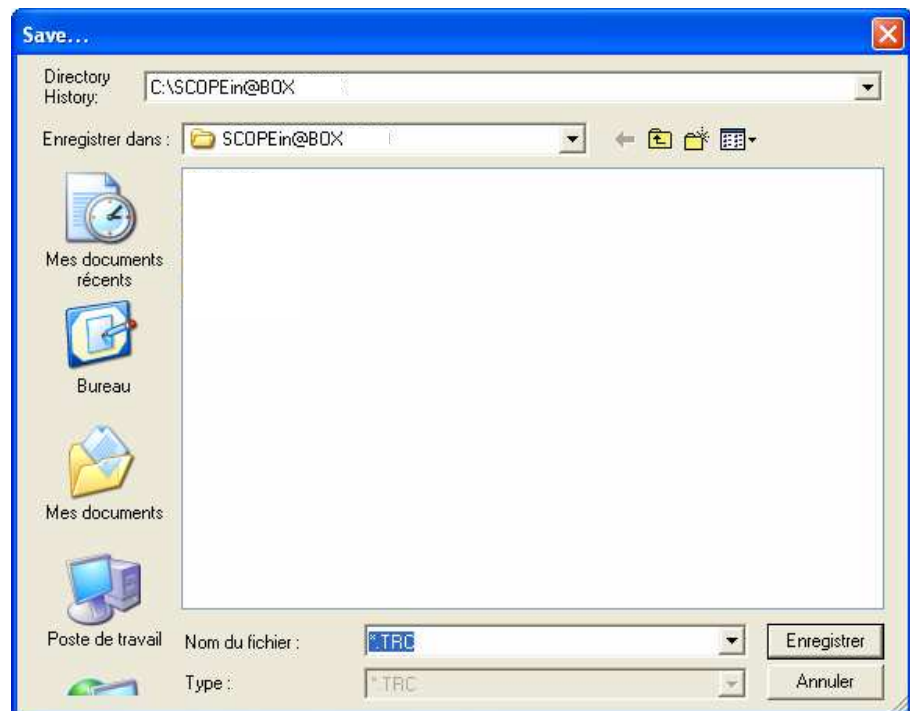 Save...
Directory
History:
C:\SCOPEin@BOX
Enregistrer dans :
SCOPEin@BOX
Mes documents
récents
Bureau
Mes documents
Poste de travail
Nom du fichier :
*.TRC
Enregistrer
Type :
*.TRC
Annuler